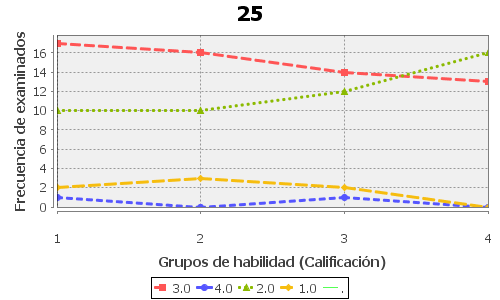 25
Frecuencia de examinados
16
14
12
10
8
6
4
2
0
1 2 3 4
Grupos de habilidad (Calificación)
3.0 4.0 2.0 1.0 .